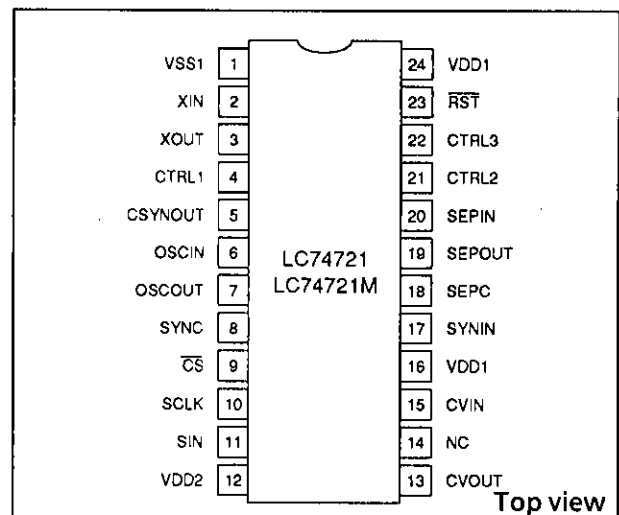 VSS1 1 24 VDD1
XIN 2 23 RST
XOUT 3 22 CTRL3
CTRL1 4 21 CTRL2
CSYNOUT 5 20 SEPIN
OSCIN 6 19 SEPOUT
LC74721
OSCOUT 7 18 SEPC
LC74721M
SYNC 8 17 SYNIN
CS 9 16 VDD1
SCLK 10 15 CVIN
SIN 11 14 NC
VDD2 12 13 CVOUT
Top view